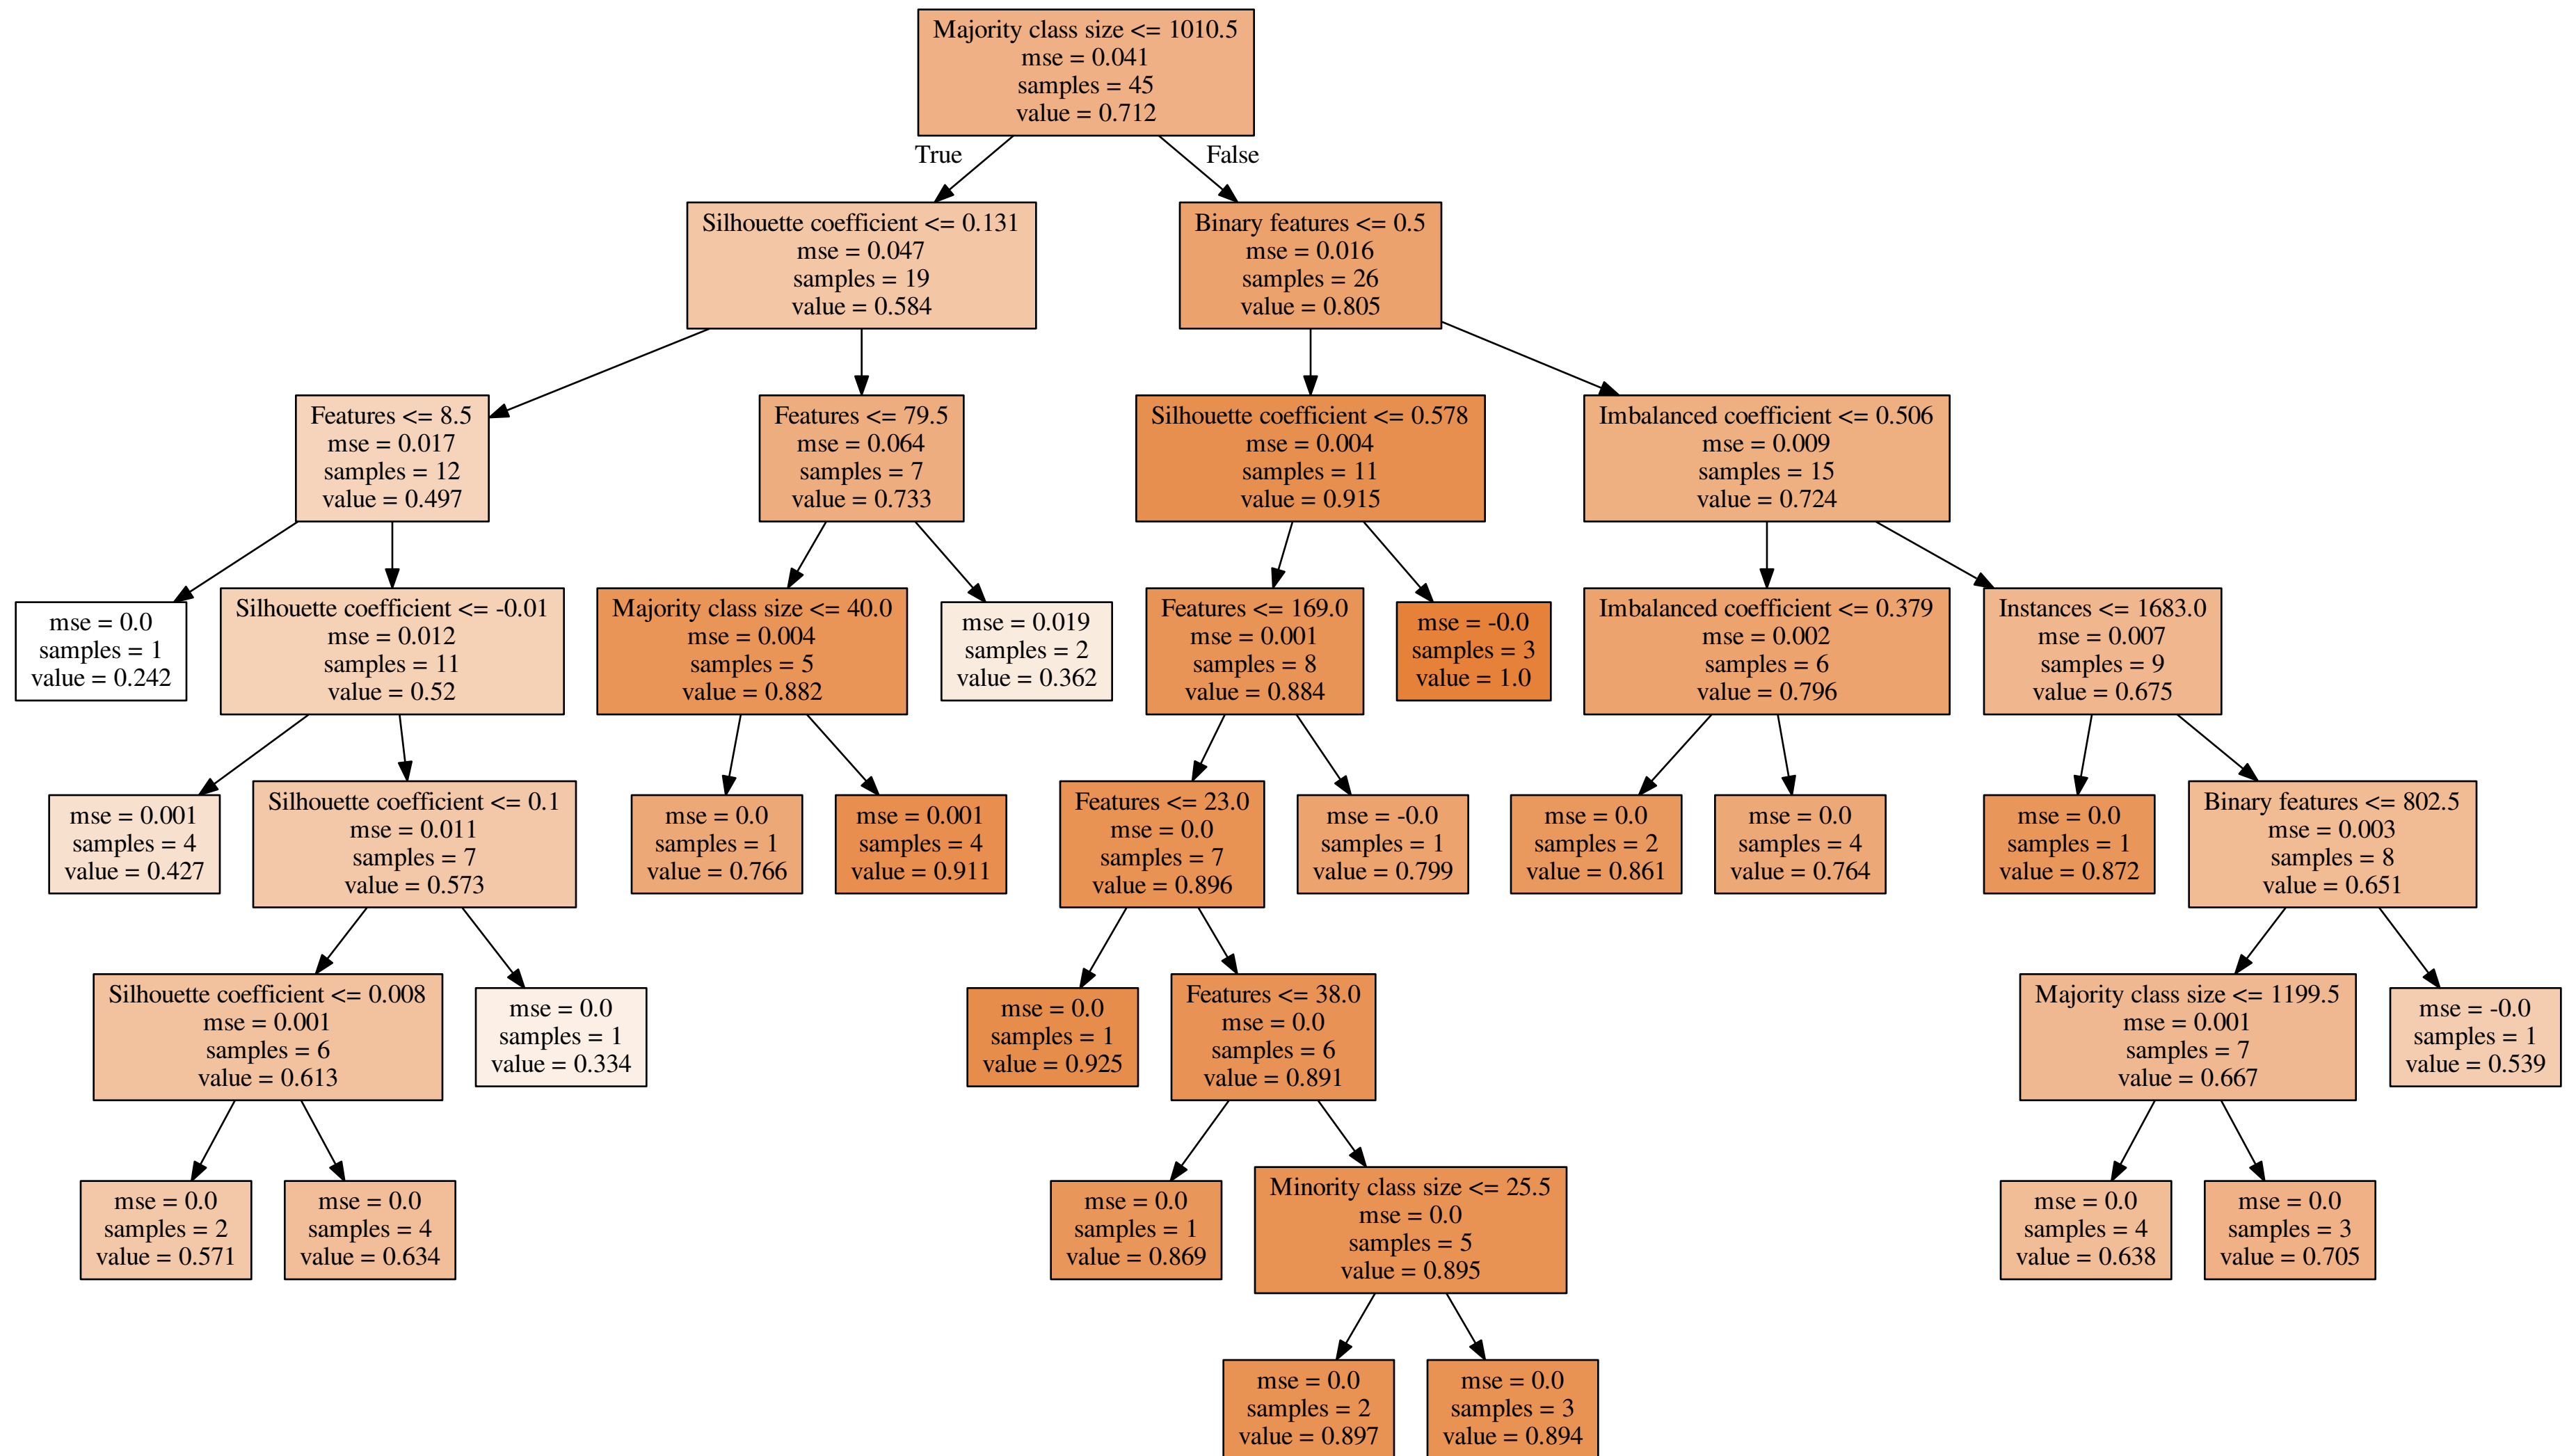 Majority class size <= 1010.5
mse = 0.041
samples = 45
value = 0.712
True
False
Silhouette coefficient <= 0.131
mse = 0.047
samples = 19
value = 0.584
Binary features <= 0.5
mse = 0.016
samples = 26
value = 0.805
Features <= 8.5
mse = 0.017
samples = 12
value = 0.497
Features <= 79.5
mse = 0.064
samples = 7
value = 0.733
Silhouette coefficient <= 0.578
mse = 0.004
samples = 11
value = 0.915
Imbalanced coefficient <= 0.506
mse = 0.009
samples = 15
value = 0.724
mse = 0.0
samples = 1
value = 0.242
Silhouette coefficient <= -0.01
mse = 0.012
samples = 11
value = 0.52
Majority class size <= 40.0
mse = 0.004
samples = 5
value = 0.882
mse = 0.019
samples = 2
value = 0.362
Features <= 169.0
mse = 0.001
samples = 8
value = 0.884
mse = -0.0
samples = 3
value = 1.0
Imbalanced coefficient <= 0.379
mse = 0.002
samples = 6
value = 0.796
Instances <= 1683.0
mse = 0.007
samples = 9
value = 0.675
mse = 0.001
samples = 4
value = 0.427
Silhouette coefficient <= 0.1
mse = 0.011
samples = 7
value = 0.573
mse = 0.0
samples = 1
value = 0.766
mse = 0.001
samples = 4
value = 0.911
Features <= 23.0
mse = 0.0
samples = 7
value = 0.896
mse = -0.0
samples = 1
value = 0.799
mse = 0.0
samples = 2
value = 0.861
mse = 0.0
samples = 4
value = 0.764
mse = 0.0
samples = 1
value = 0.872
Binary features <= 802.5
mse = 0.003
samples = 8
value = 0.651
Silhouette coefficient <= 0.008
mse = 0.001
samples = 6
value = 0.613
mse = 0.0
samples = 1
value = 0.334
mse = 0.0
samples = 1
value = 0.925
Features <= 38.0
mse = 0.0
samples = 6
value = 0.891
Majority class size <= 1199.5
mse = 0.001
samples = 7
value = 0.667
mse = -0.0
samples = 1
value = 0.539
mse = 0.0
samples = 2
value = 0.571
mse = 0.0
samples = 4
value = 0.634
mse = 0.0
samples = 1
value = 0.869
Minority class size <= 25.5
mse = 0.0
samples = 5
value = 0.895
mse = 0.0
samples = 4
value = 0.638
mse = 0.0
samples = 3
value = 0.705
mse = 0.0
samples = 2
value = 0.897
mse = 0.0
samples = 3
value = 0.894